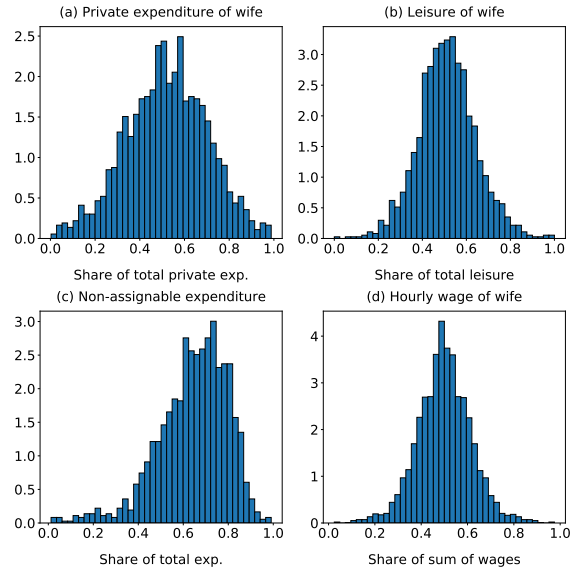 (a) Private expenditure of wife
2.5
2.0
1.5
1.0
0.5
0.0
0.0 0.2 0.4 0.6 0.8 1.0
Share of total private exp.
(b) Leisure of wife
3.0
2.5
2.0
1.5
1.0
0.5
0.0
0.0 0.2 0.4 0.6 0.8 1.0
Share of total leisure
(c) Non-assignable expenditure
3.0
2.5
2.0
1.5
1.0
0.5
0.0
0.0 0.2 0.4 0.6 0.8 1.0
Share of total exp.
(d) Hourly wage of wife
4
3
2
1
0
0.0 0.2 0.4 0.6 0.8 1.0
Share of sum of wages